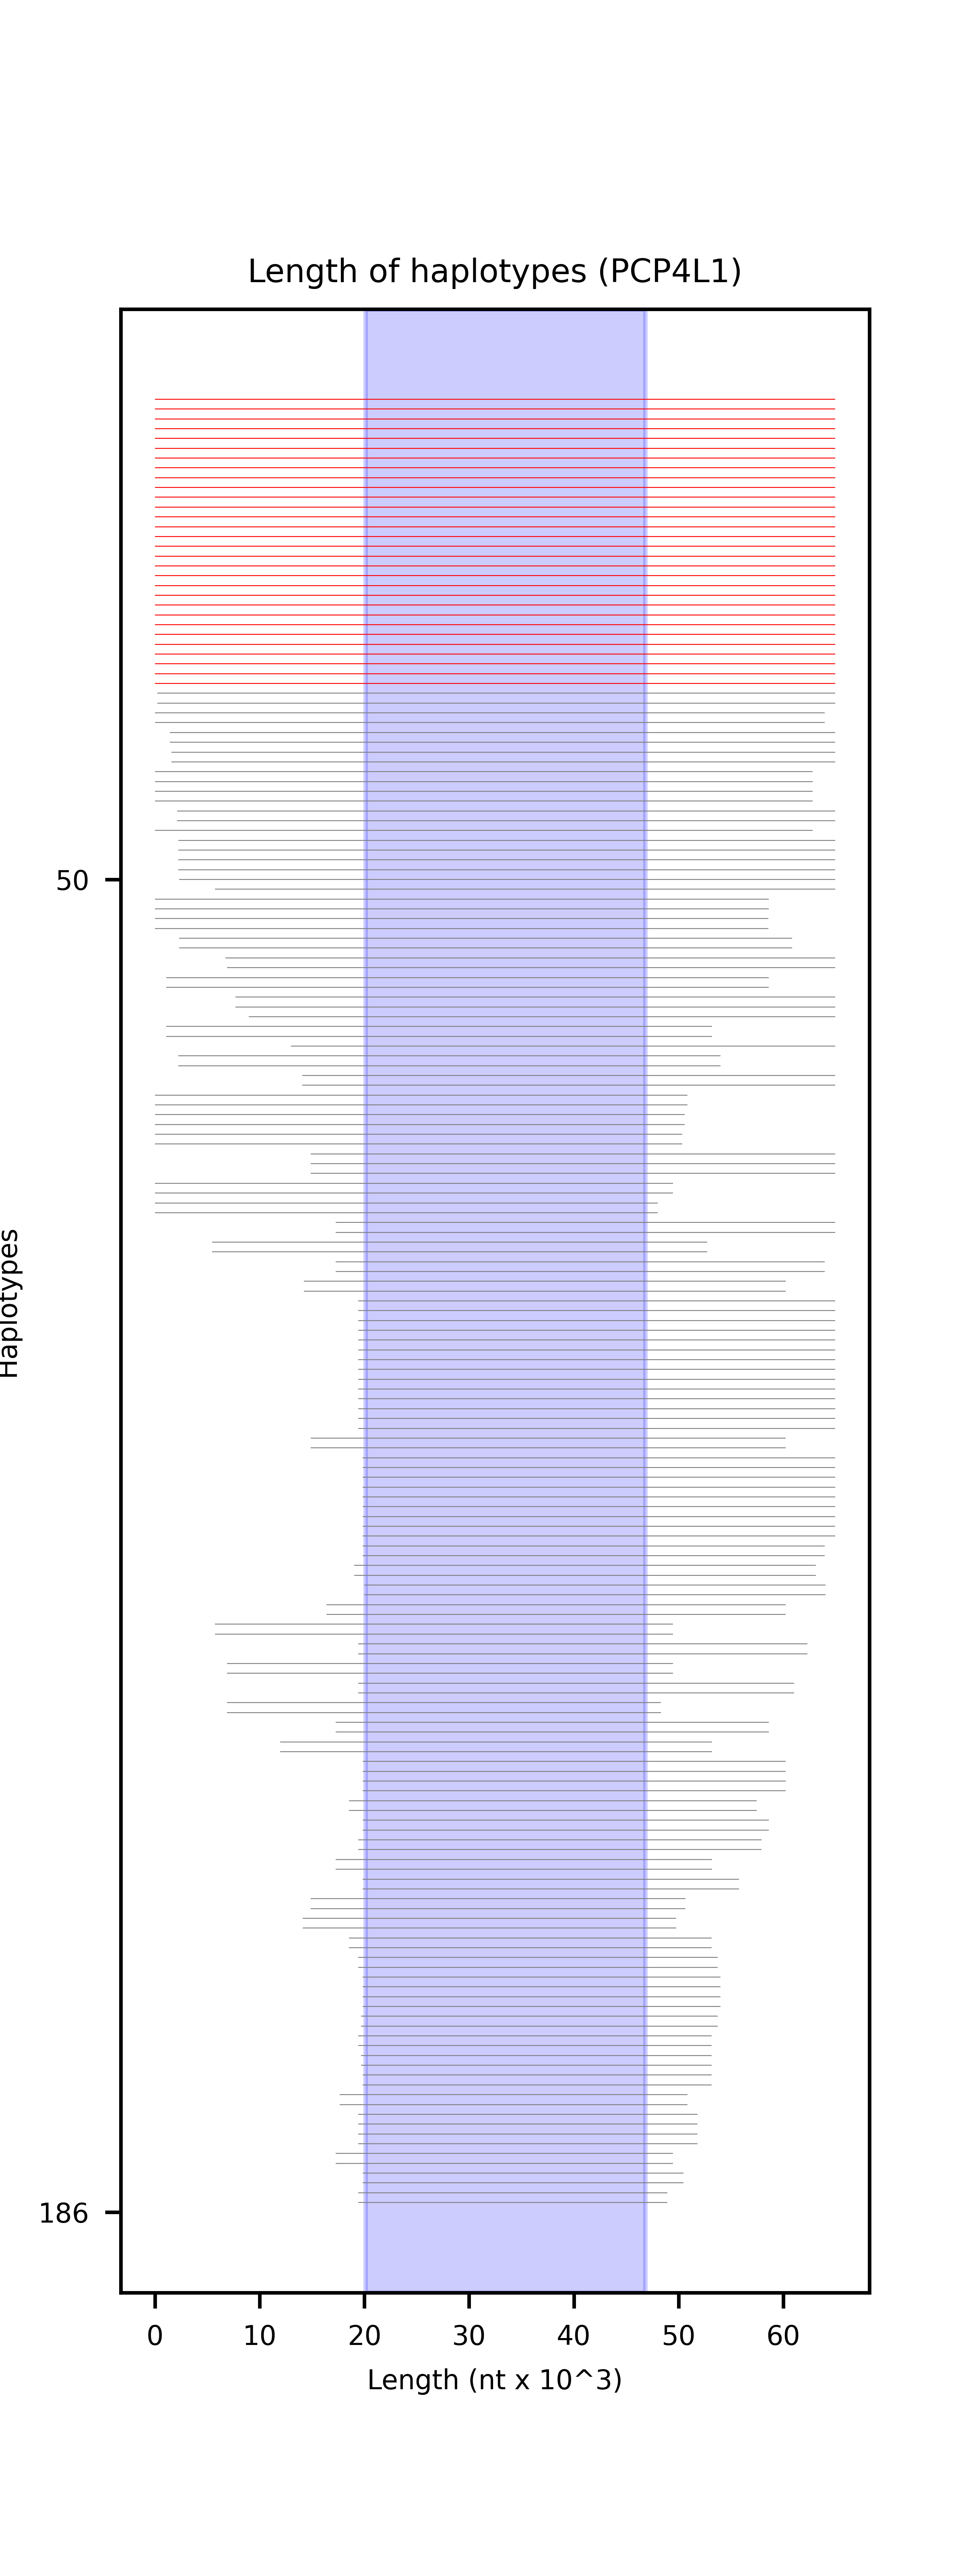 Length of haplotypes (PCP4L1)
50
Haplotypes
186
0 10 20 30 40 50 60
Length (nt x 10^3)